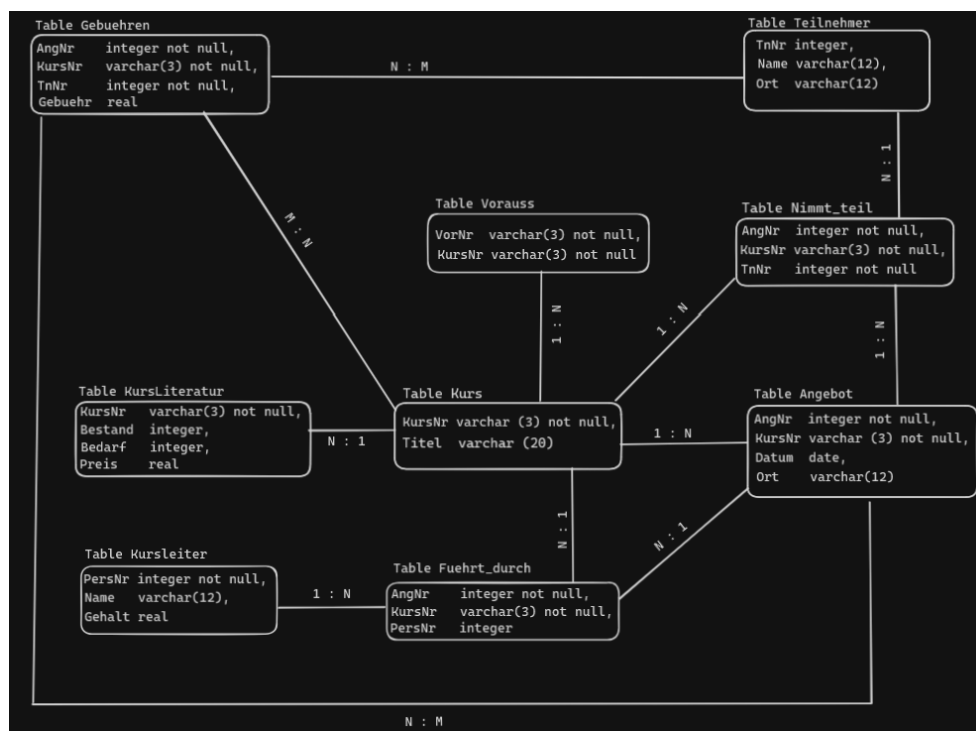 Table Gebuehren
AngNr integer not null,
KursNr varchar(3) not null,
TnNr integer not null,
Gebuehr real
N : M
Table Teilnehmer
TnNr integer,
Name varchar(12),
Ort varchar(12)
N : 1
M : N
Table Vorauss
VorNr varchar(3) not null,
KursNr varchar(3) not null
Table Nimmt_teil
AngNr integer not null,
KursNr varchar(3) not null,
TnNr integer not null
1 : N
1 : N
1 : N
Table KursLiteratur
KursNr varchar(3) not null,
Bestand integer,
Bedarf integer,
Preis real
N : 1
Table Kurs
KursNr varchar (3) not null,
Titel varchar (20)
1 : N
Table Angebot
AngNr integer not null,
KursNr varchar (3) not null,
Datum date,
Ort varchar(12)
N : 1
N : 1
Table Kursleiter
PersNr integer not null,
Name varchar(12),
Gehalt real
1 : N
Table Fuehrt_durch
AngNr integer not null,
KursNr varchar(3) not null,
PersNr integer
N : M